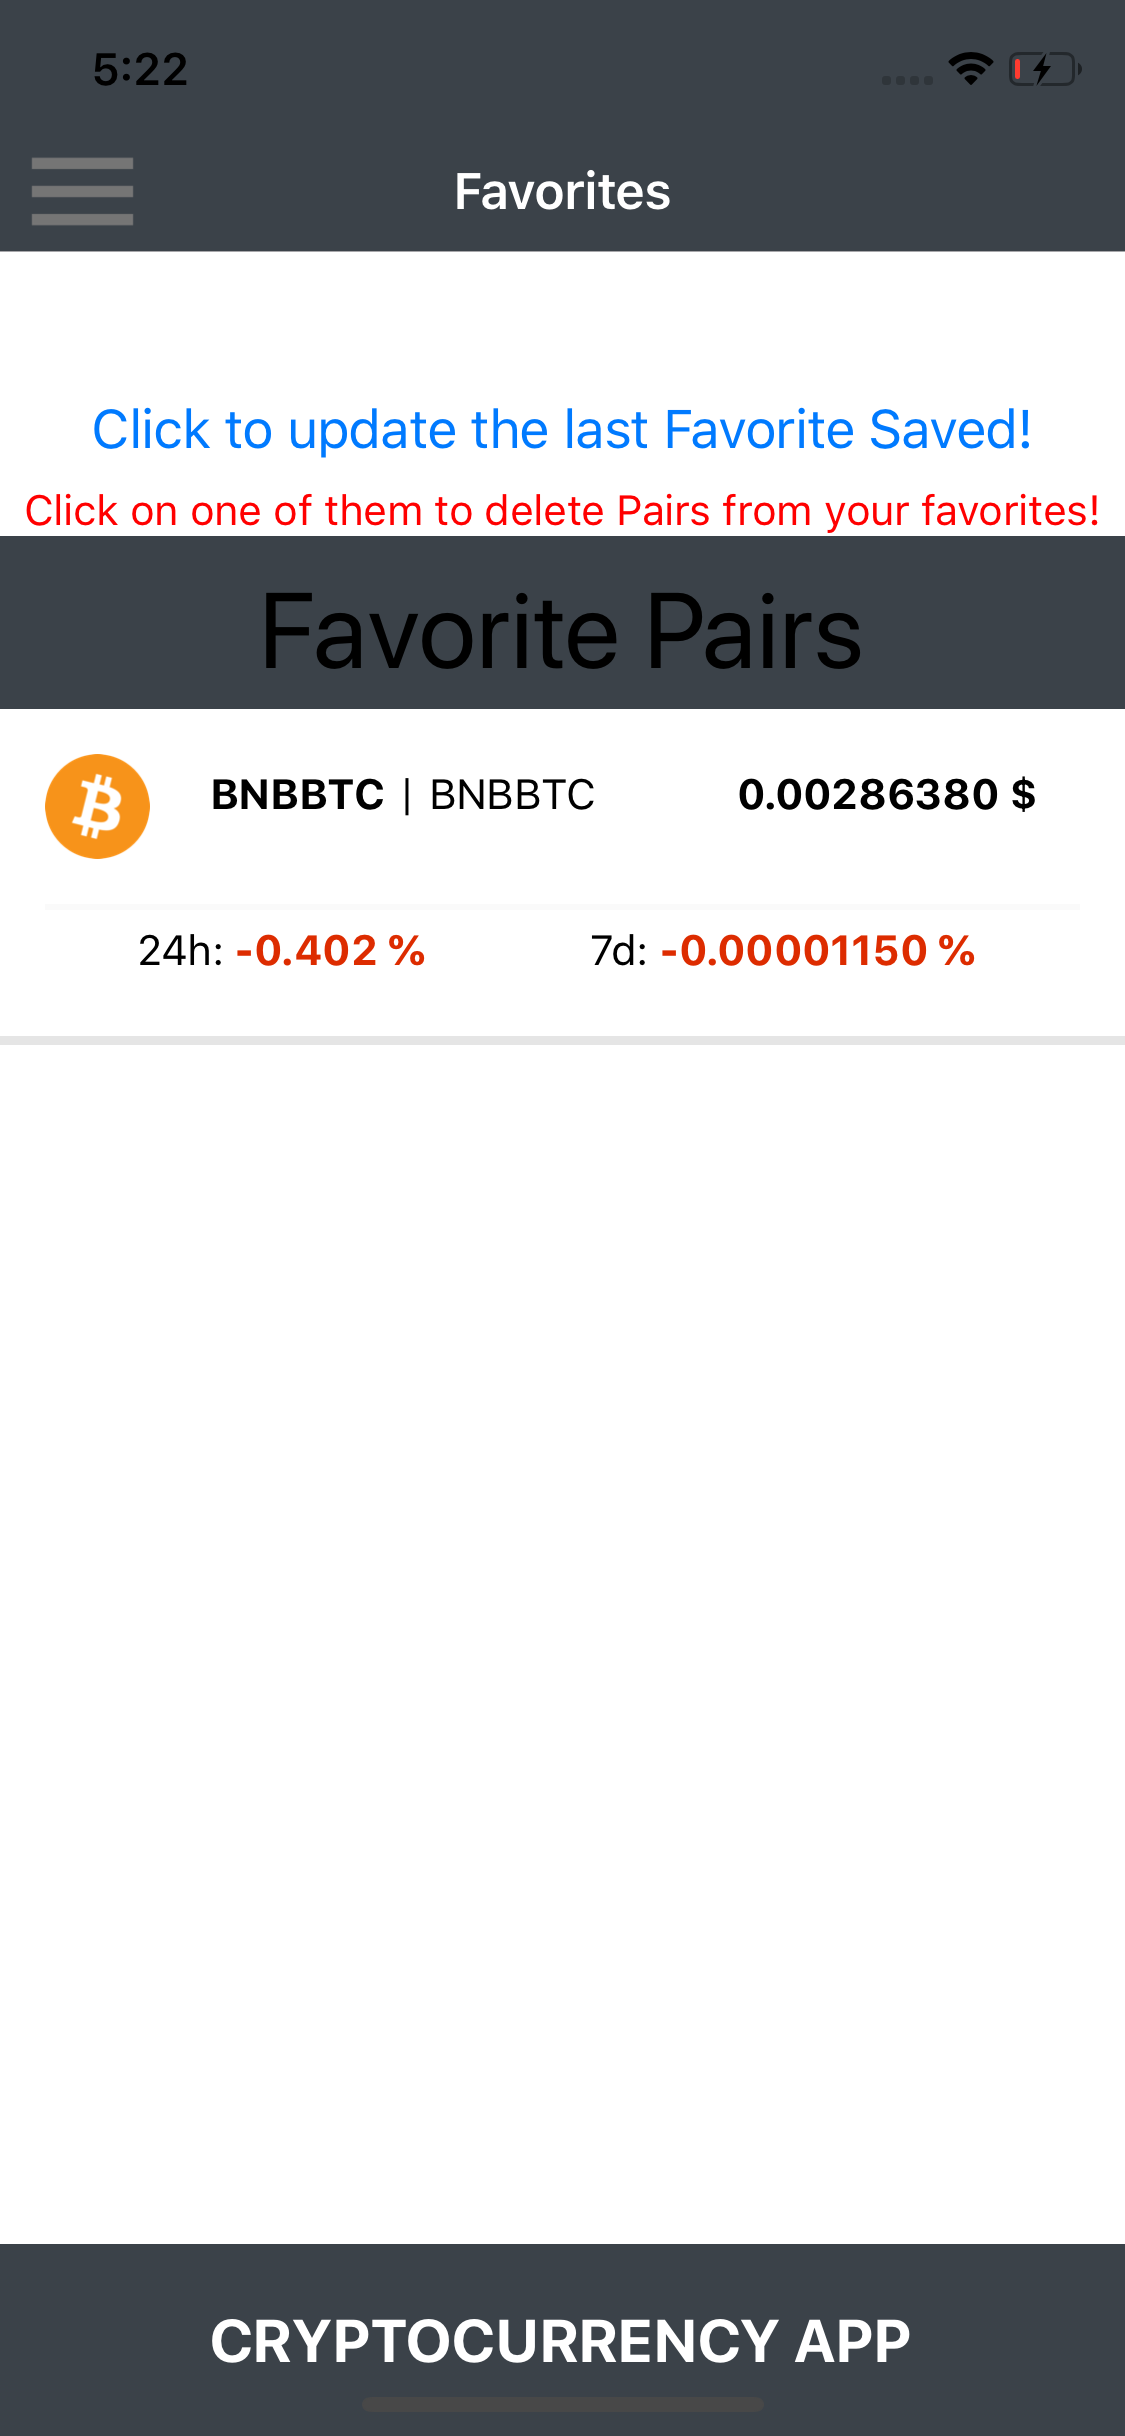 5:22
Favorites
Click to update the last Favorite Saved!
Click on one of them to delete Pairs from your favorites!
Favorite Pairs
BNBBTC | BNBBTC 0.00286380 $
24h: -0.402 % 7d: -0.00001150 %
CRYPTOCURRENCY APP